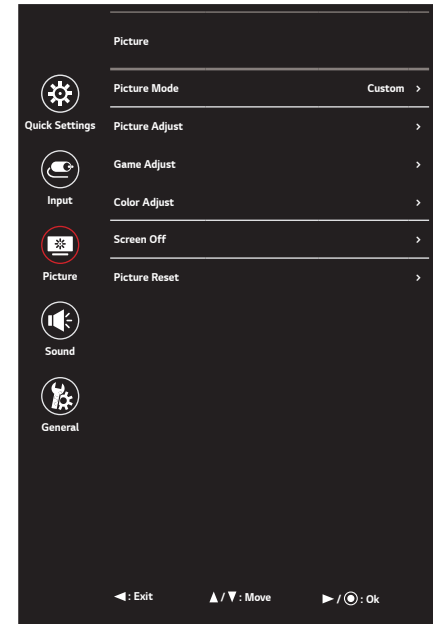 Picture
Quick Settings
Input
Picture
Sound
General
Picture Mode Custom >
Picture Adjust >
Game Adjust >
Color Adjust >
Screen Off >
Picture Reset >
◄ : Exit ▲ / ▼ : Move ► / ◉ : Ok